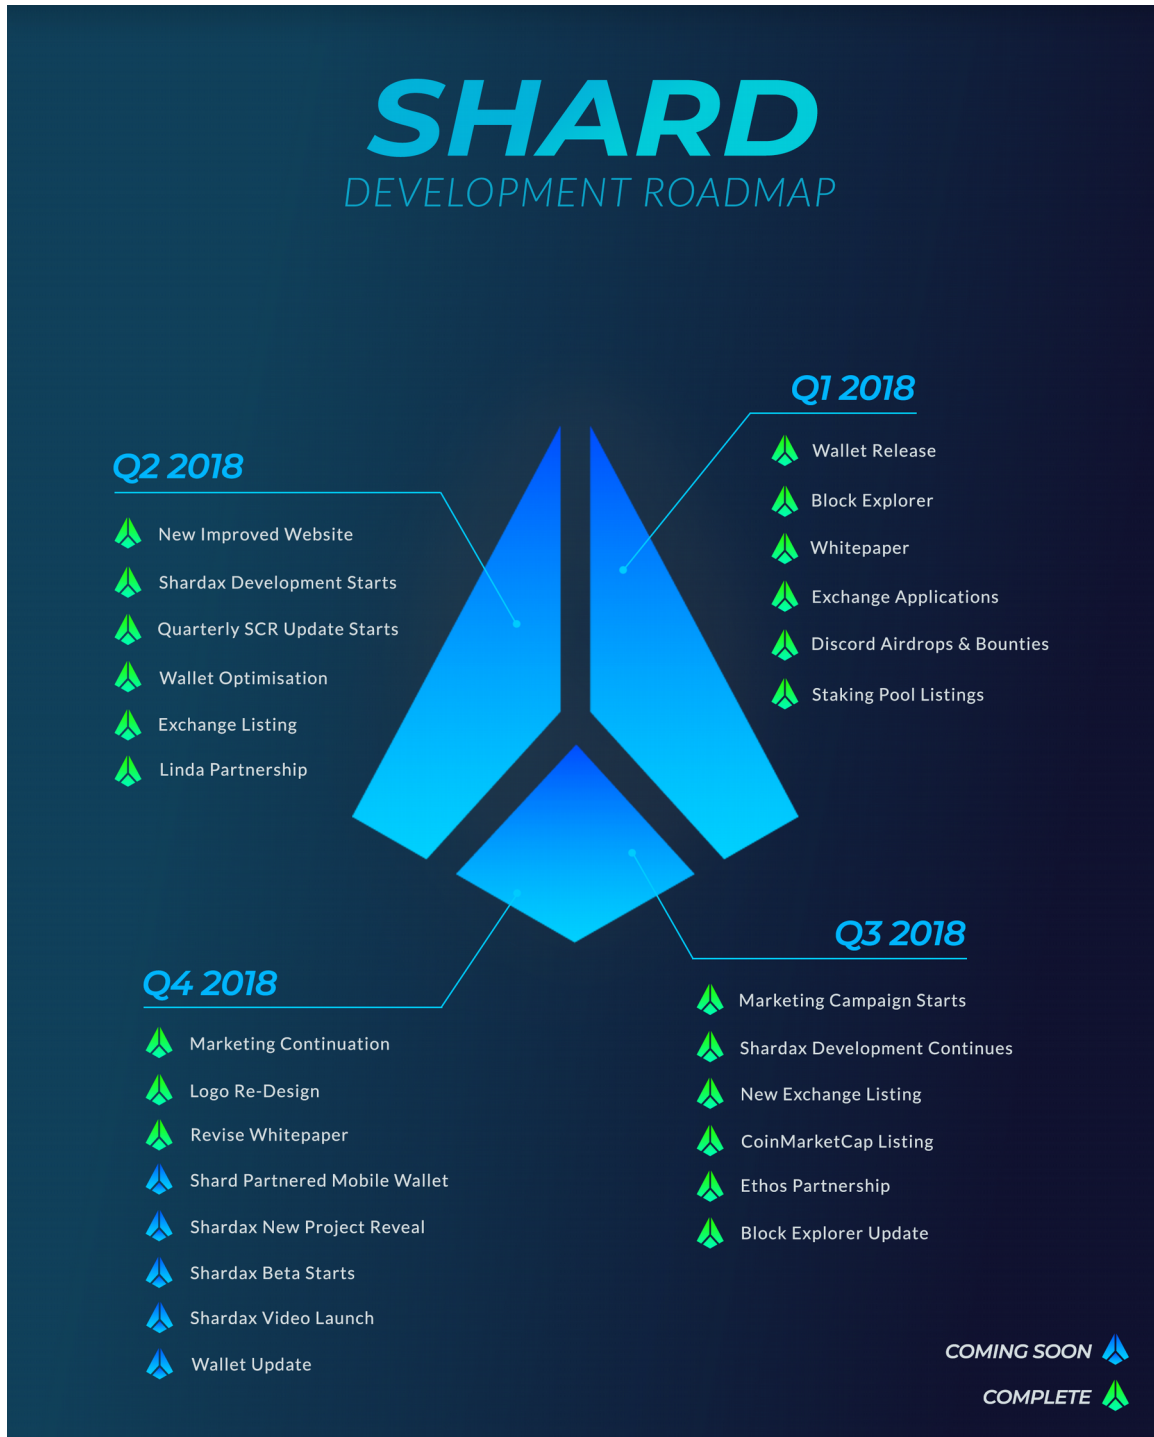 SHARD
DEVELOPMENT ROADMAP
Q1 2018
Wallet Release
Block Explorer
Whitepaper
Exchange Applications
Discord Airdrops & Bounties
Staking Pool Listings
Q2 2018
New Improved Website
Shardax Development Starts
Quarterly SCR Update Starts
Wallet Optimisation
Exchange Listing
Linda Partnership
Q3 2018
Marketing Campaign Starts
Shardax Development Continues
New Exchange Listing
CoinMarketCap Listing
Ethos Partnership
Block Explorer Update
Q4 2018
Marketing Continuation
Logo Re-Design
Revise Whitepaper
Shard Partnered Mobile Wallet
Shardax New Project Reveal
Shardax Beta Starts
Shardax Video Launch
Wallet Update
COMING SOON
COMPLETE